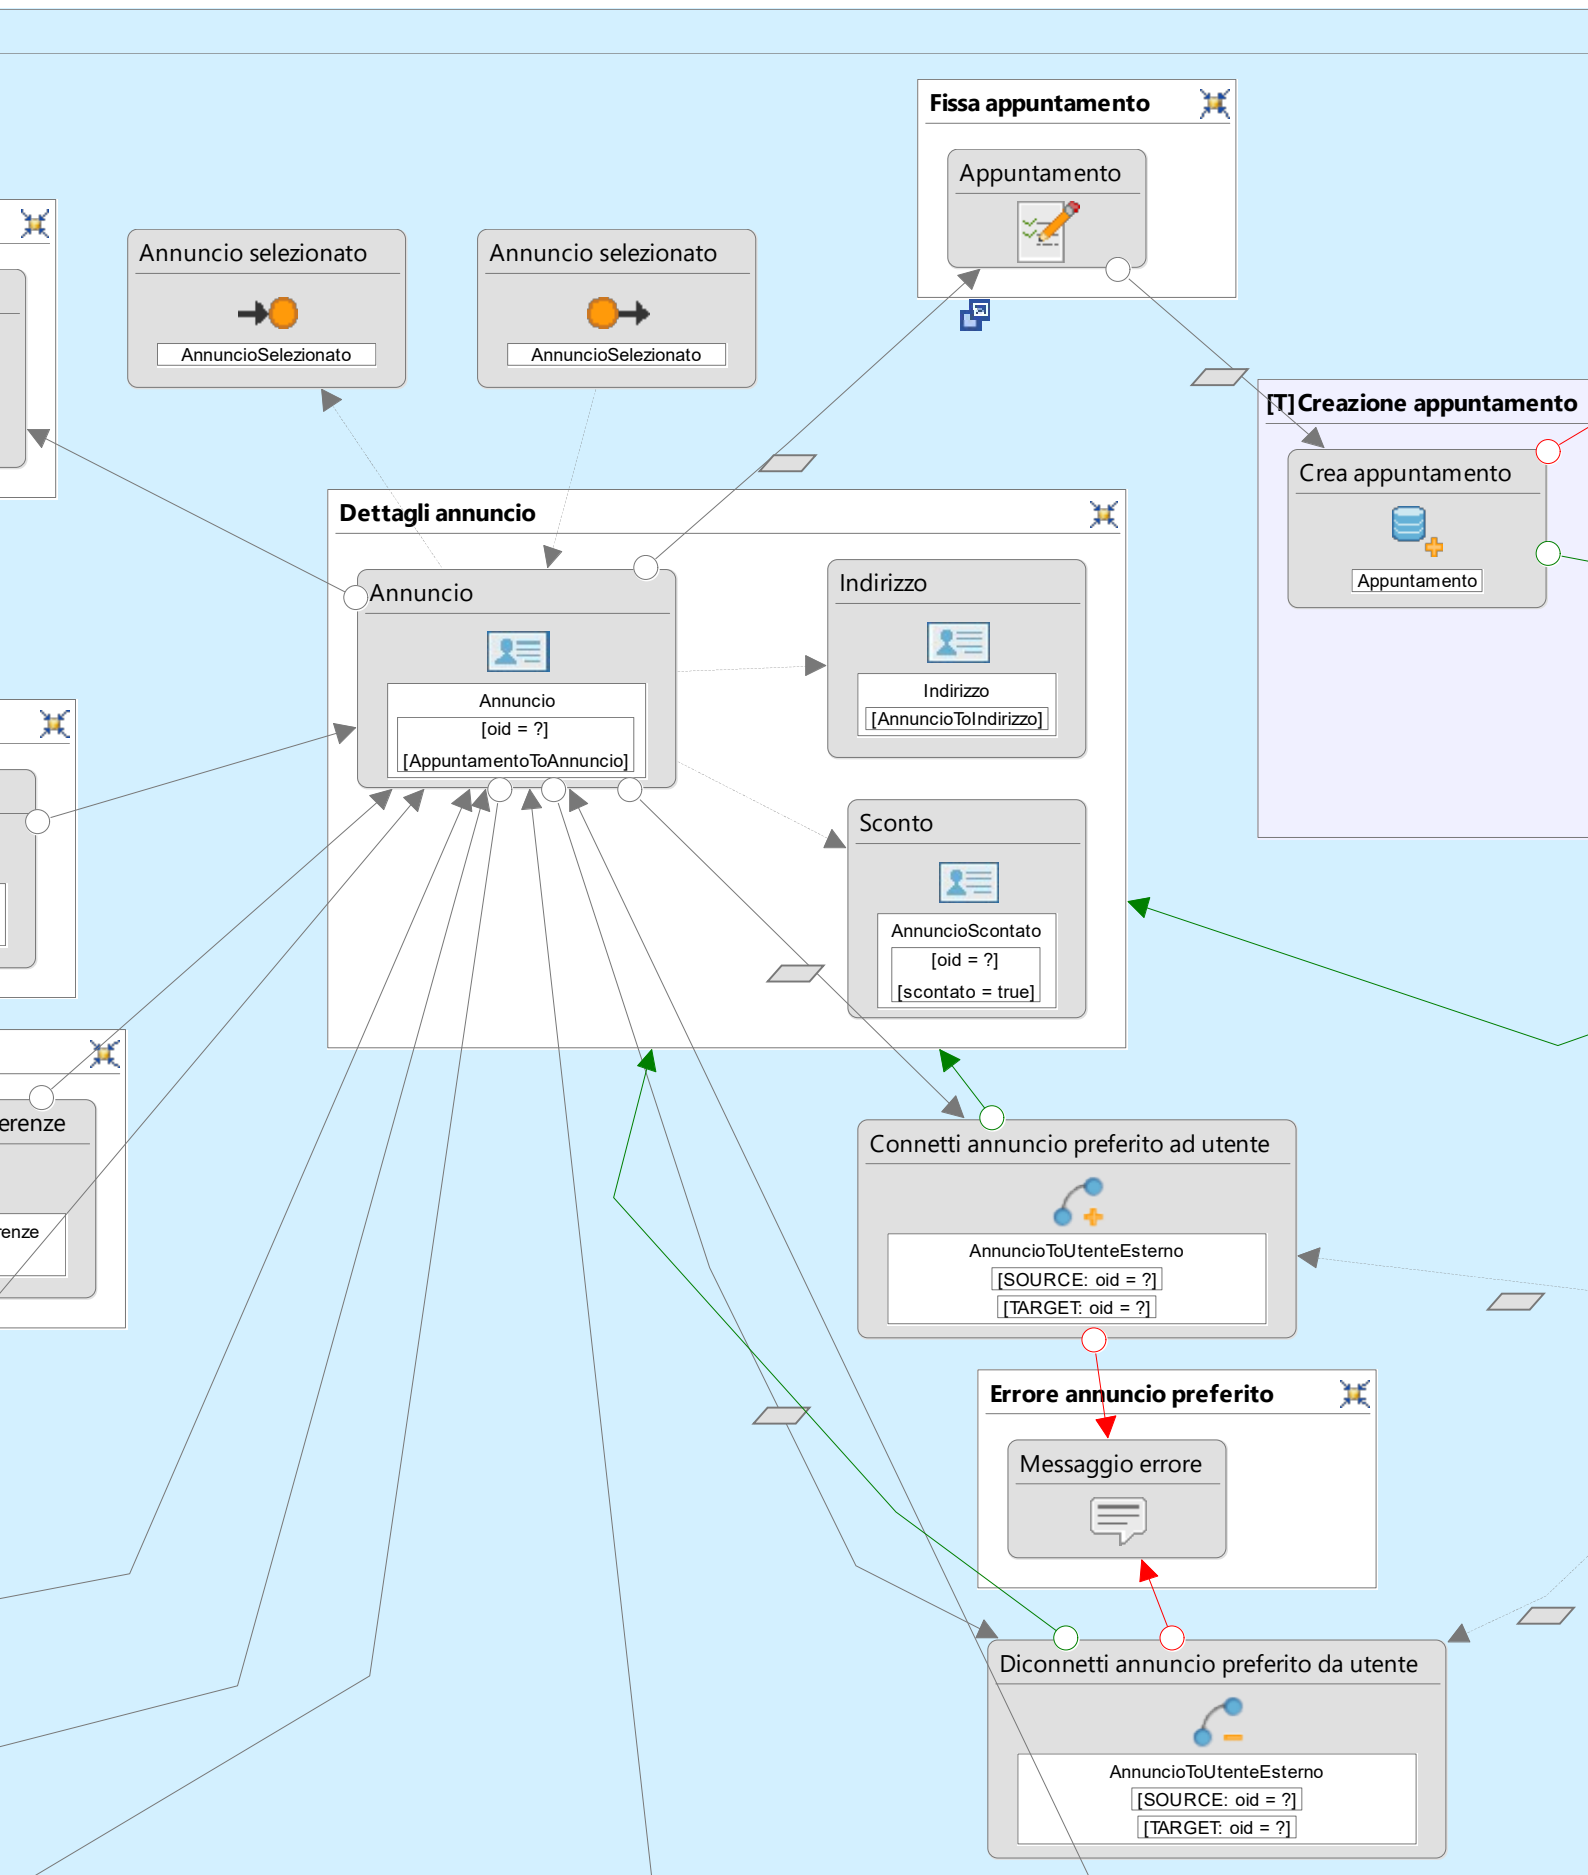 Fissa appuntamento
Appuntamento
Annuncio selezionato
AnnuncioSelezionato
Annuncio selezionato
AnnuncioSelezionato
[T]Creazione appuntamento
Crea appuntamento
Appuntamento
Dettagli annuncio
Annuncio
Annuncio
[oid = ?]
[AppuntamentoToAnnuncio]
Indirizzo
Indirizzo
[AnnuncioToIndirizzo]
Sconto
AnnuncioScontato
[oid = ?]
[scontato = true]
erenze
enze
Connetti annuncio preferito ad utente
AnnuncioToUtenteEsterno
[SOURCE: oid = ?]
[TARGET: oid = ?]
Errore annuncio preferito
Messaggio errore
Diconnetti annuncio preferito da utente
AnnuncioToUtenteEsterno
[SOURCE: oid = ?]
[TARGET: oid = ?]